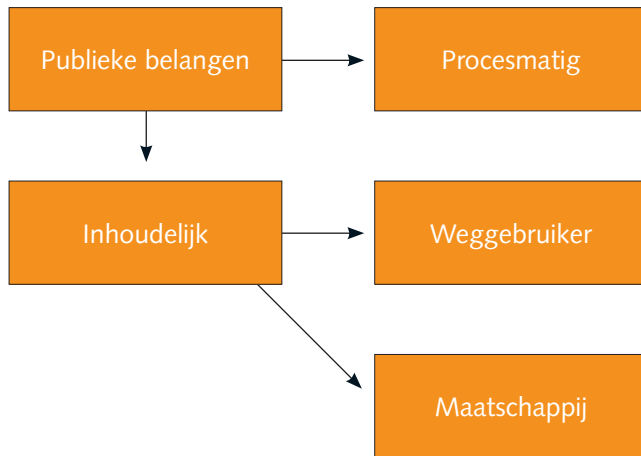 Publieke belangen
Procesmatig
Inhoudelijk
Weggebruiker
Maatschappij